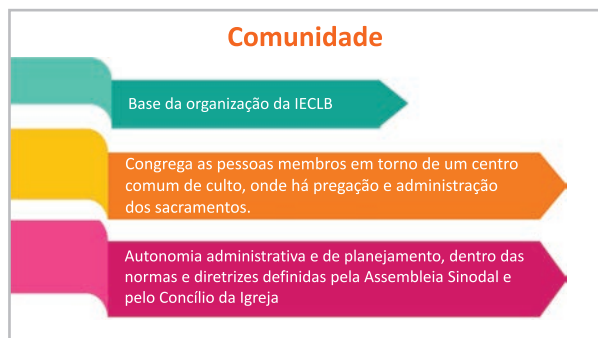 Comunidade
Base da organização da IECLB
Congrega as pessoas membros em torno de um centro
comum de culto, onde há pregação e administração
dos sacramentos.
Autonomia administrativa e de planejamento, dentro das
normas e diretrizes definidas pela Assembleia Sinodal e
pelo Concílio da Igreja